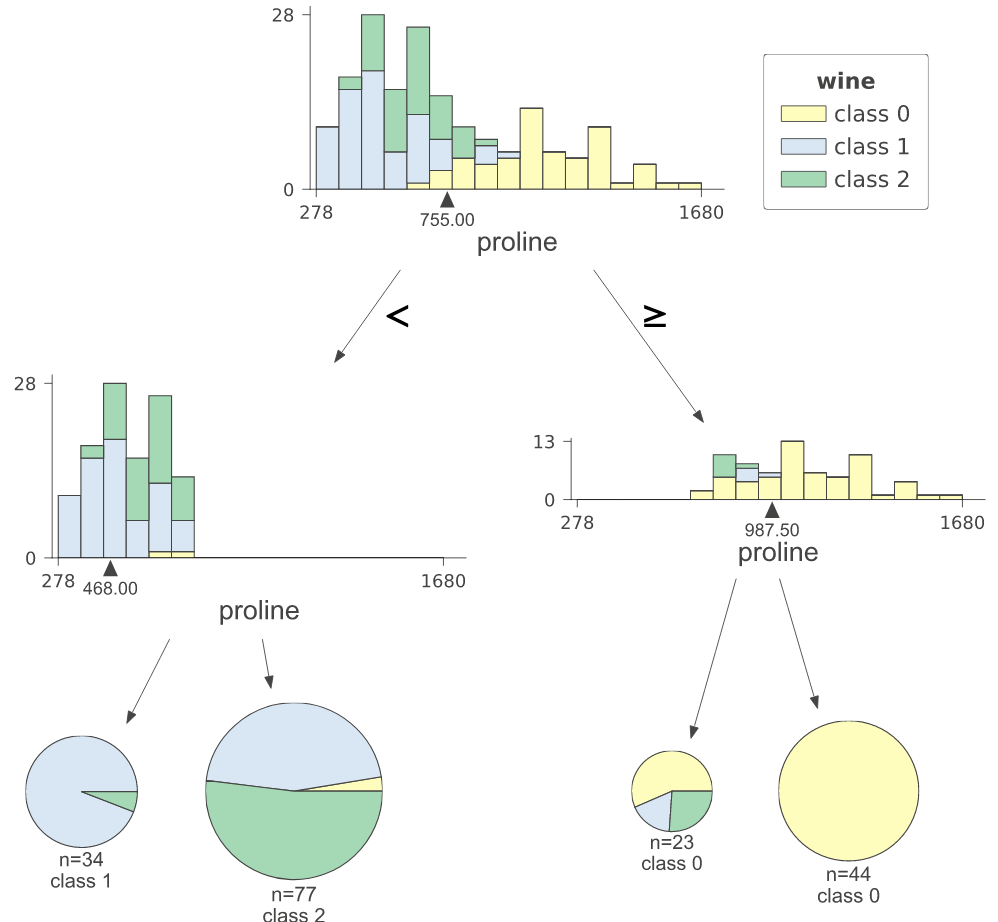 28
0
278
755.00
1680
proline
wine
class 0
class 1
class 2
<
≥
28
0
278
468.00
1680
proline
13
0
278
987.50
1680
proline
n=34
class 1
n=77
class 2
n=23
class 0
n=44
class 0